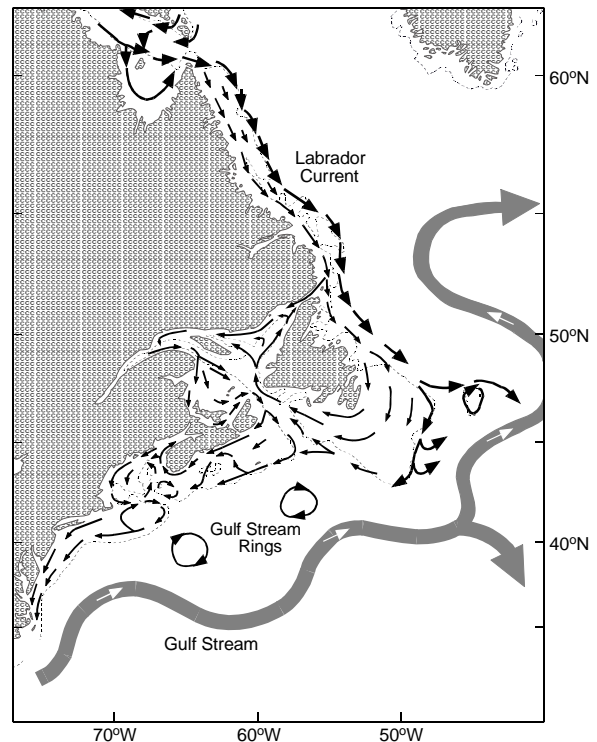 60ºN
Labrador
Current
50ºN
Gulf Stream
Rings
40ºN
Gulf Stream
70ºW
60ºW
50ºW